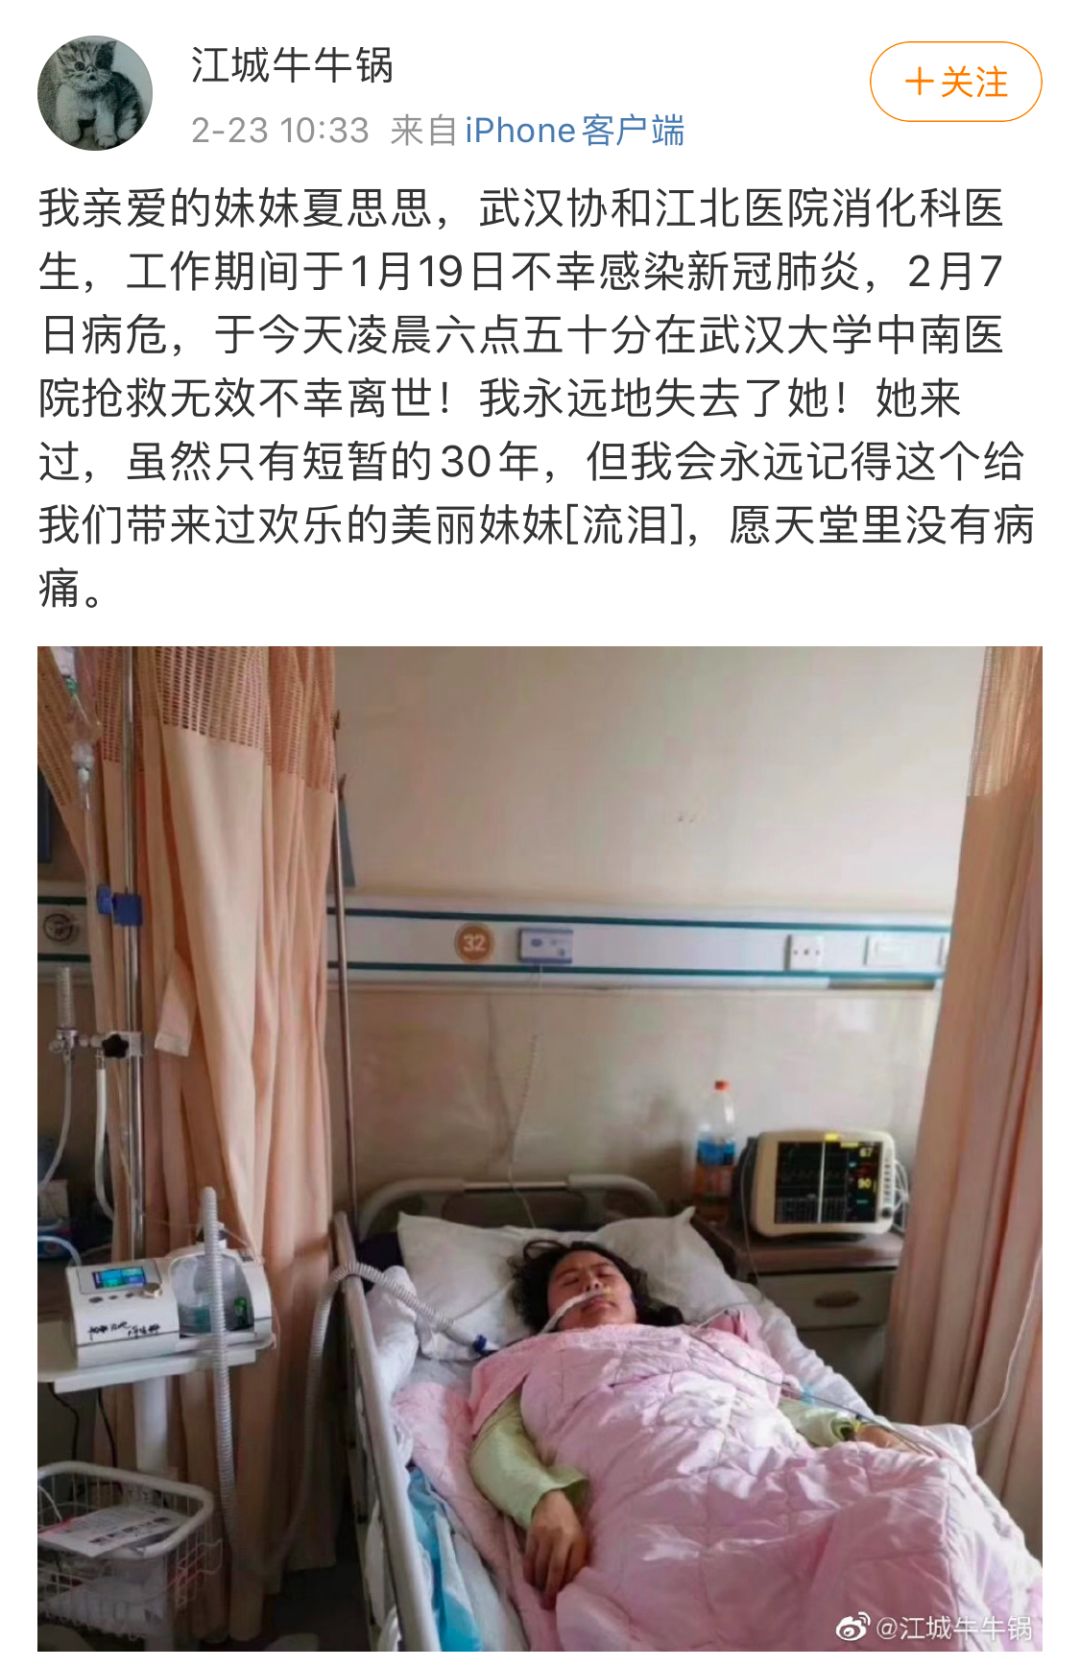 江城牛牛锅
+关注
2-23 10:33 来自 iPhone客户端
我亲爱的妹妹夏思思，武汉协和江北医院消化科医
生，工作期间于1月19日不幸感染新冠肺炎，2月7
日病危，于今天凌晨六点五十分在武汉大学中南医
院抢救无效不幸离世！我永远地失去了她！她来
过，虽然只有短暂的30年，但我会永远记得这个给
我们带来过欢乐的美丽妹妹[流泪]，愿天堂里没有病
痛。
32
67
90
@江城牛牛锅